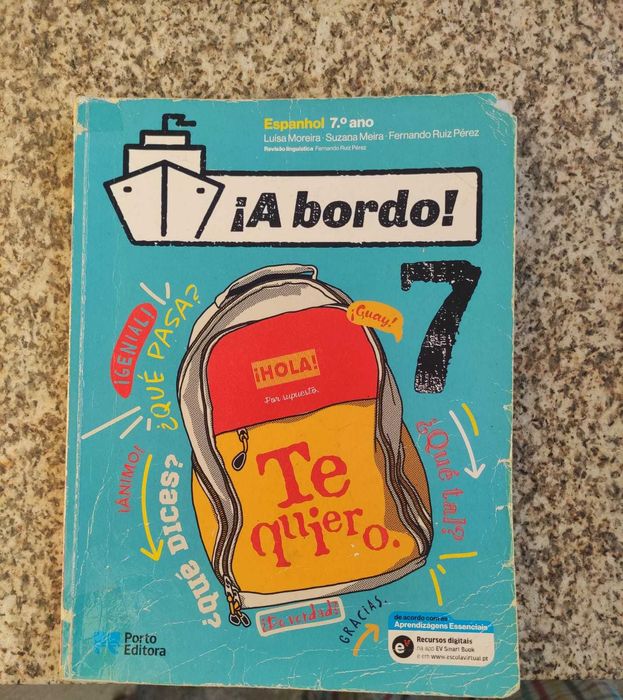 Espanhol 7.º ano
Luísa Moreira · Suzana Meira · Fernando Ruiz Pérez
Revisão linguística Fernando Ruiz Pérez
¡A bordo!
7
¡GENIAL!
¿QUÉ PASA?
¡Guay!
¡HOLA!
Por supuesto.
¡ÁNIMO!
¿QUÉ DICES?
¿Qué tal?
Te
quiero.
¿De verdad?
GRACIAS.
Porto
Editora
de acordo com as
Aprendizagens Essenciais
eV
Recursos digitais
na app EV Smart Book
e em www.escolavirtual.pt